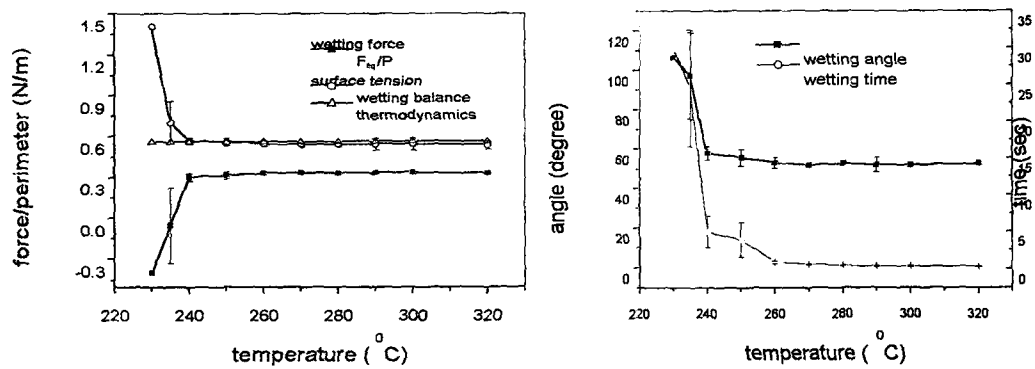 force/perimeter (N/m)
1.5
1.2
0.9
0.6
0.3
0.0
-0.3
wetting force
F_eq/P
surface tension
wetting balance
thermodynamics
220 240 260 280 300 320
temperature ( °C)
angle (degree)
120
100
80
60
40
20
0
wetting angle
wetting time
35
30
25
20
15
10
5
0
time (sec)
220 240 260 280 300 320
temperature ( °C)